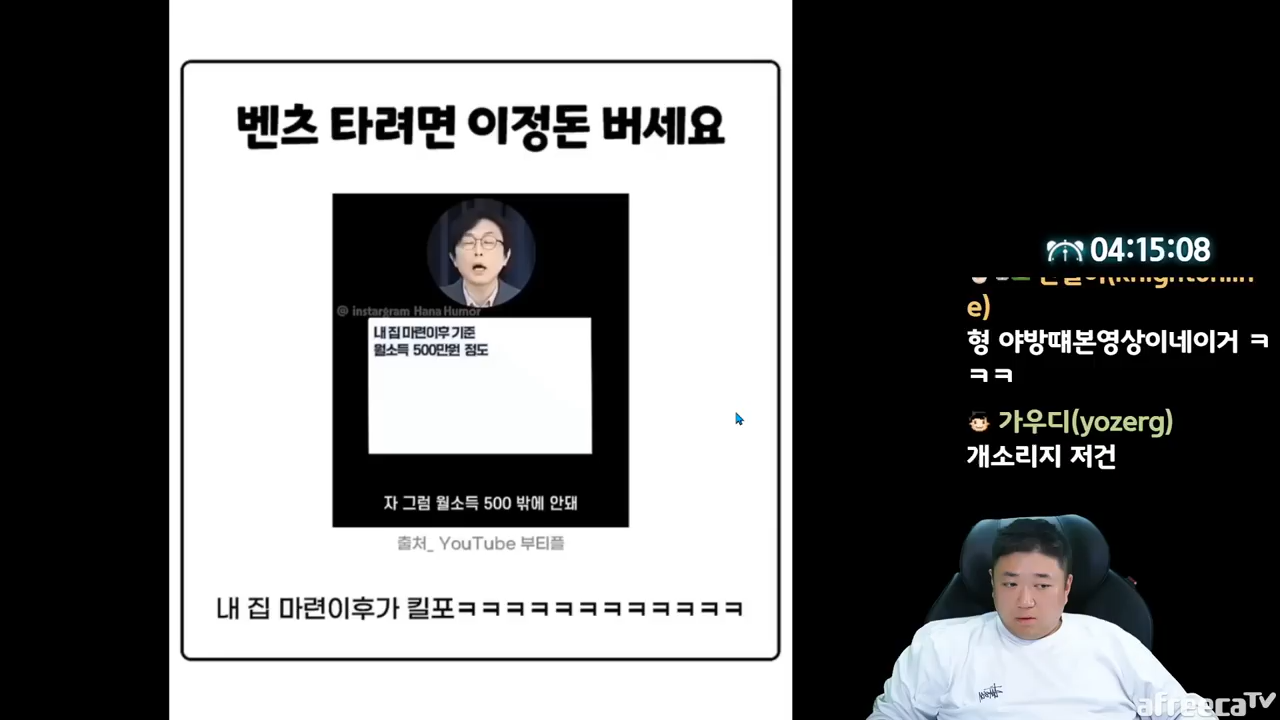 벤츠 타려면 이정돈 버세요
@ instargram Hana Humor
내 집 마련이후 기준
월소득 500만원 정도
자 그럼 월소득 500 밖에 안돼
출처_ YouTube 부티플
내 집 마련이후가 킬포ㅋㅋㅋㅋㅋㅋㅋㅋㅋㅋㅋㅋ
04:15:08
e)
형 야방떄본영상이네이거 ㅋ
ㅋㅋ
가우디(yozerg)
개소리지 저건
afreecaTV